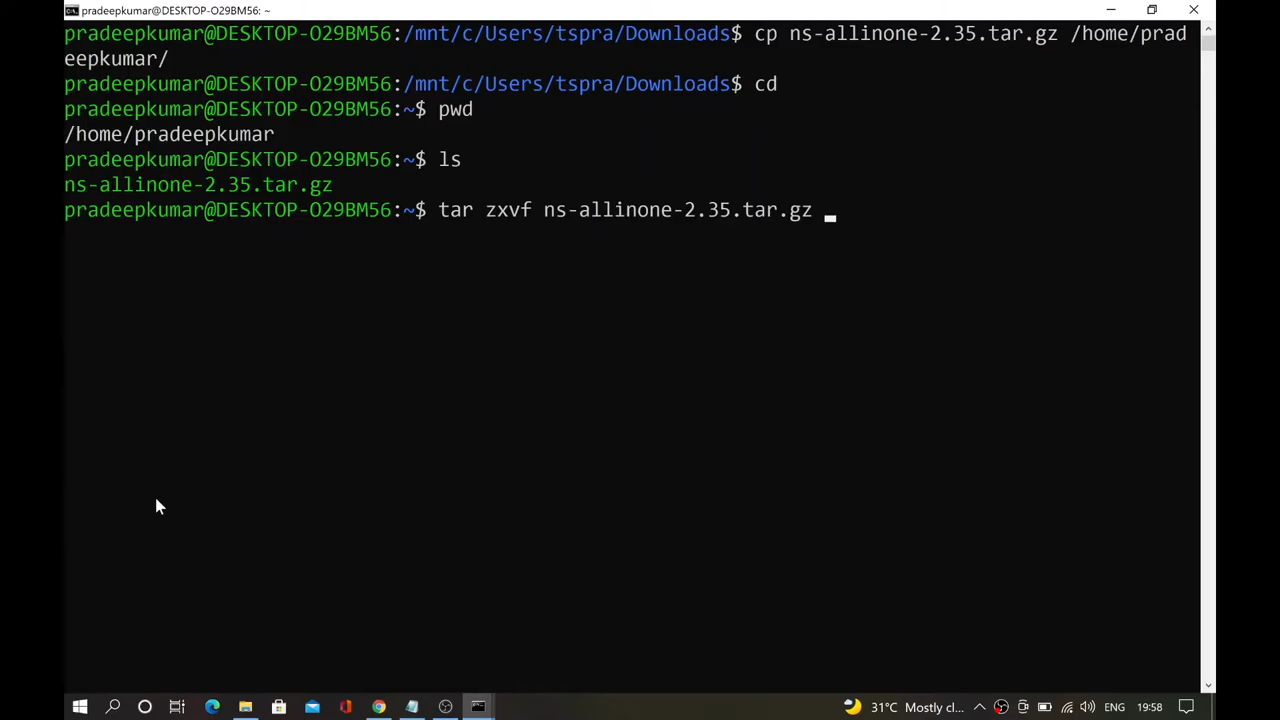 pradeepkumar@DESKTOP-O29BM56: ~
pradeepkumar@DESKTOP-O29BM56:/mnt/c/Users/tspra/Downloads$ cp ns-allinone-2.35.tar.gz /home/prad
eepkumar/
pradeepkumar@DESKTOP-O29BM56:/mnt/c/Users/tspra/Downloads$ cd
pradeepkumar@DESKTOP-O29BM56:~$ pwd
/home/pradeepkumar
pradeepkumar@DESKTOP-O29BM56:~$ ls
ns-allinone-2.35.tar.gz
pradeepkumar@DESKTOP-O29BM56:~$ tar zxvf ns-allinone-2.35.tar.gz
31°C Mostly cl... ENG 19:58